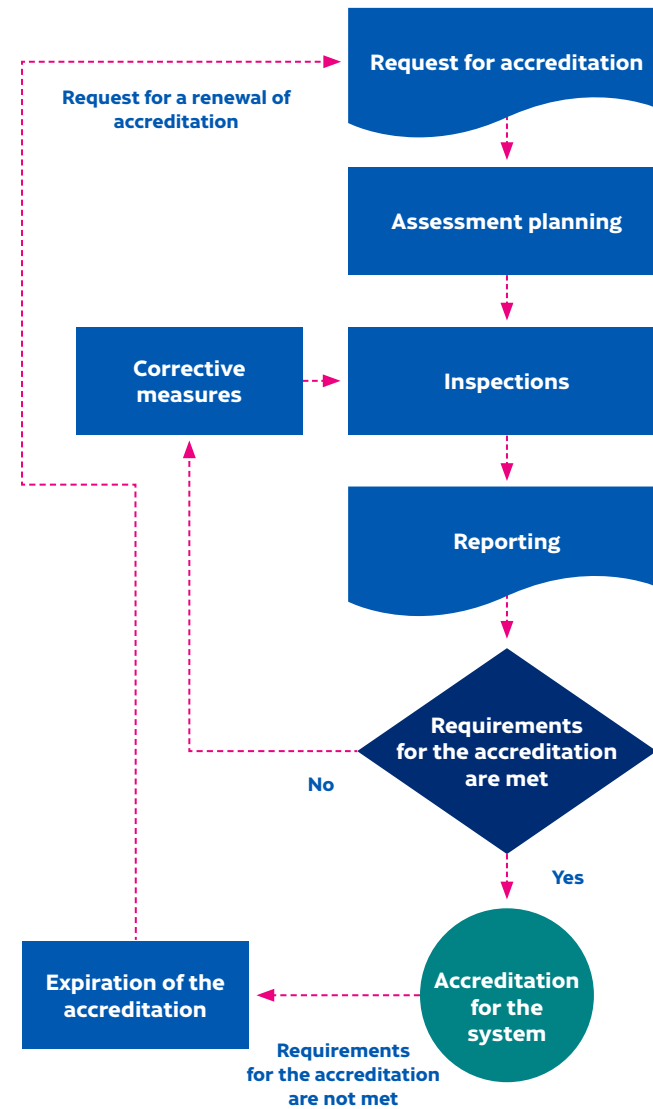 Request for accreditation
Request for a renewal of
accreditation
Assessment planning
Corrective
measures
Inspections
Reporting
Requirements
for the accreditation
are met
No
Yes
Expiration of the
accreditation
Accreditation
for the
system
Requirements
for the accreditation
are not met